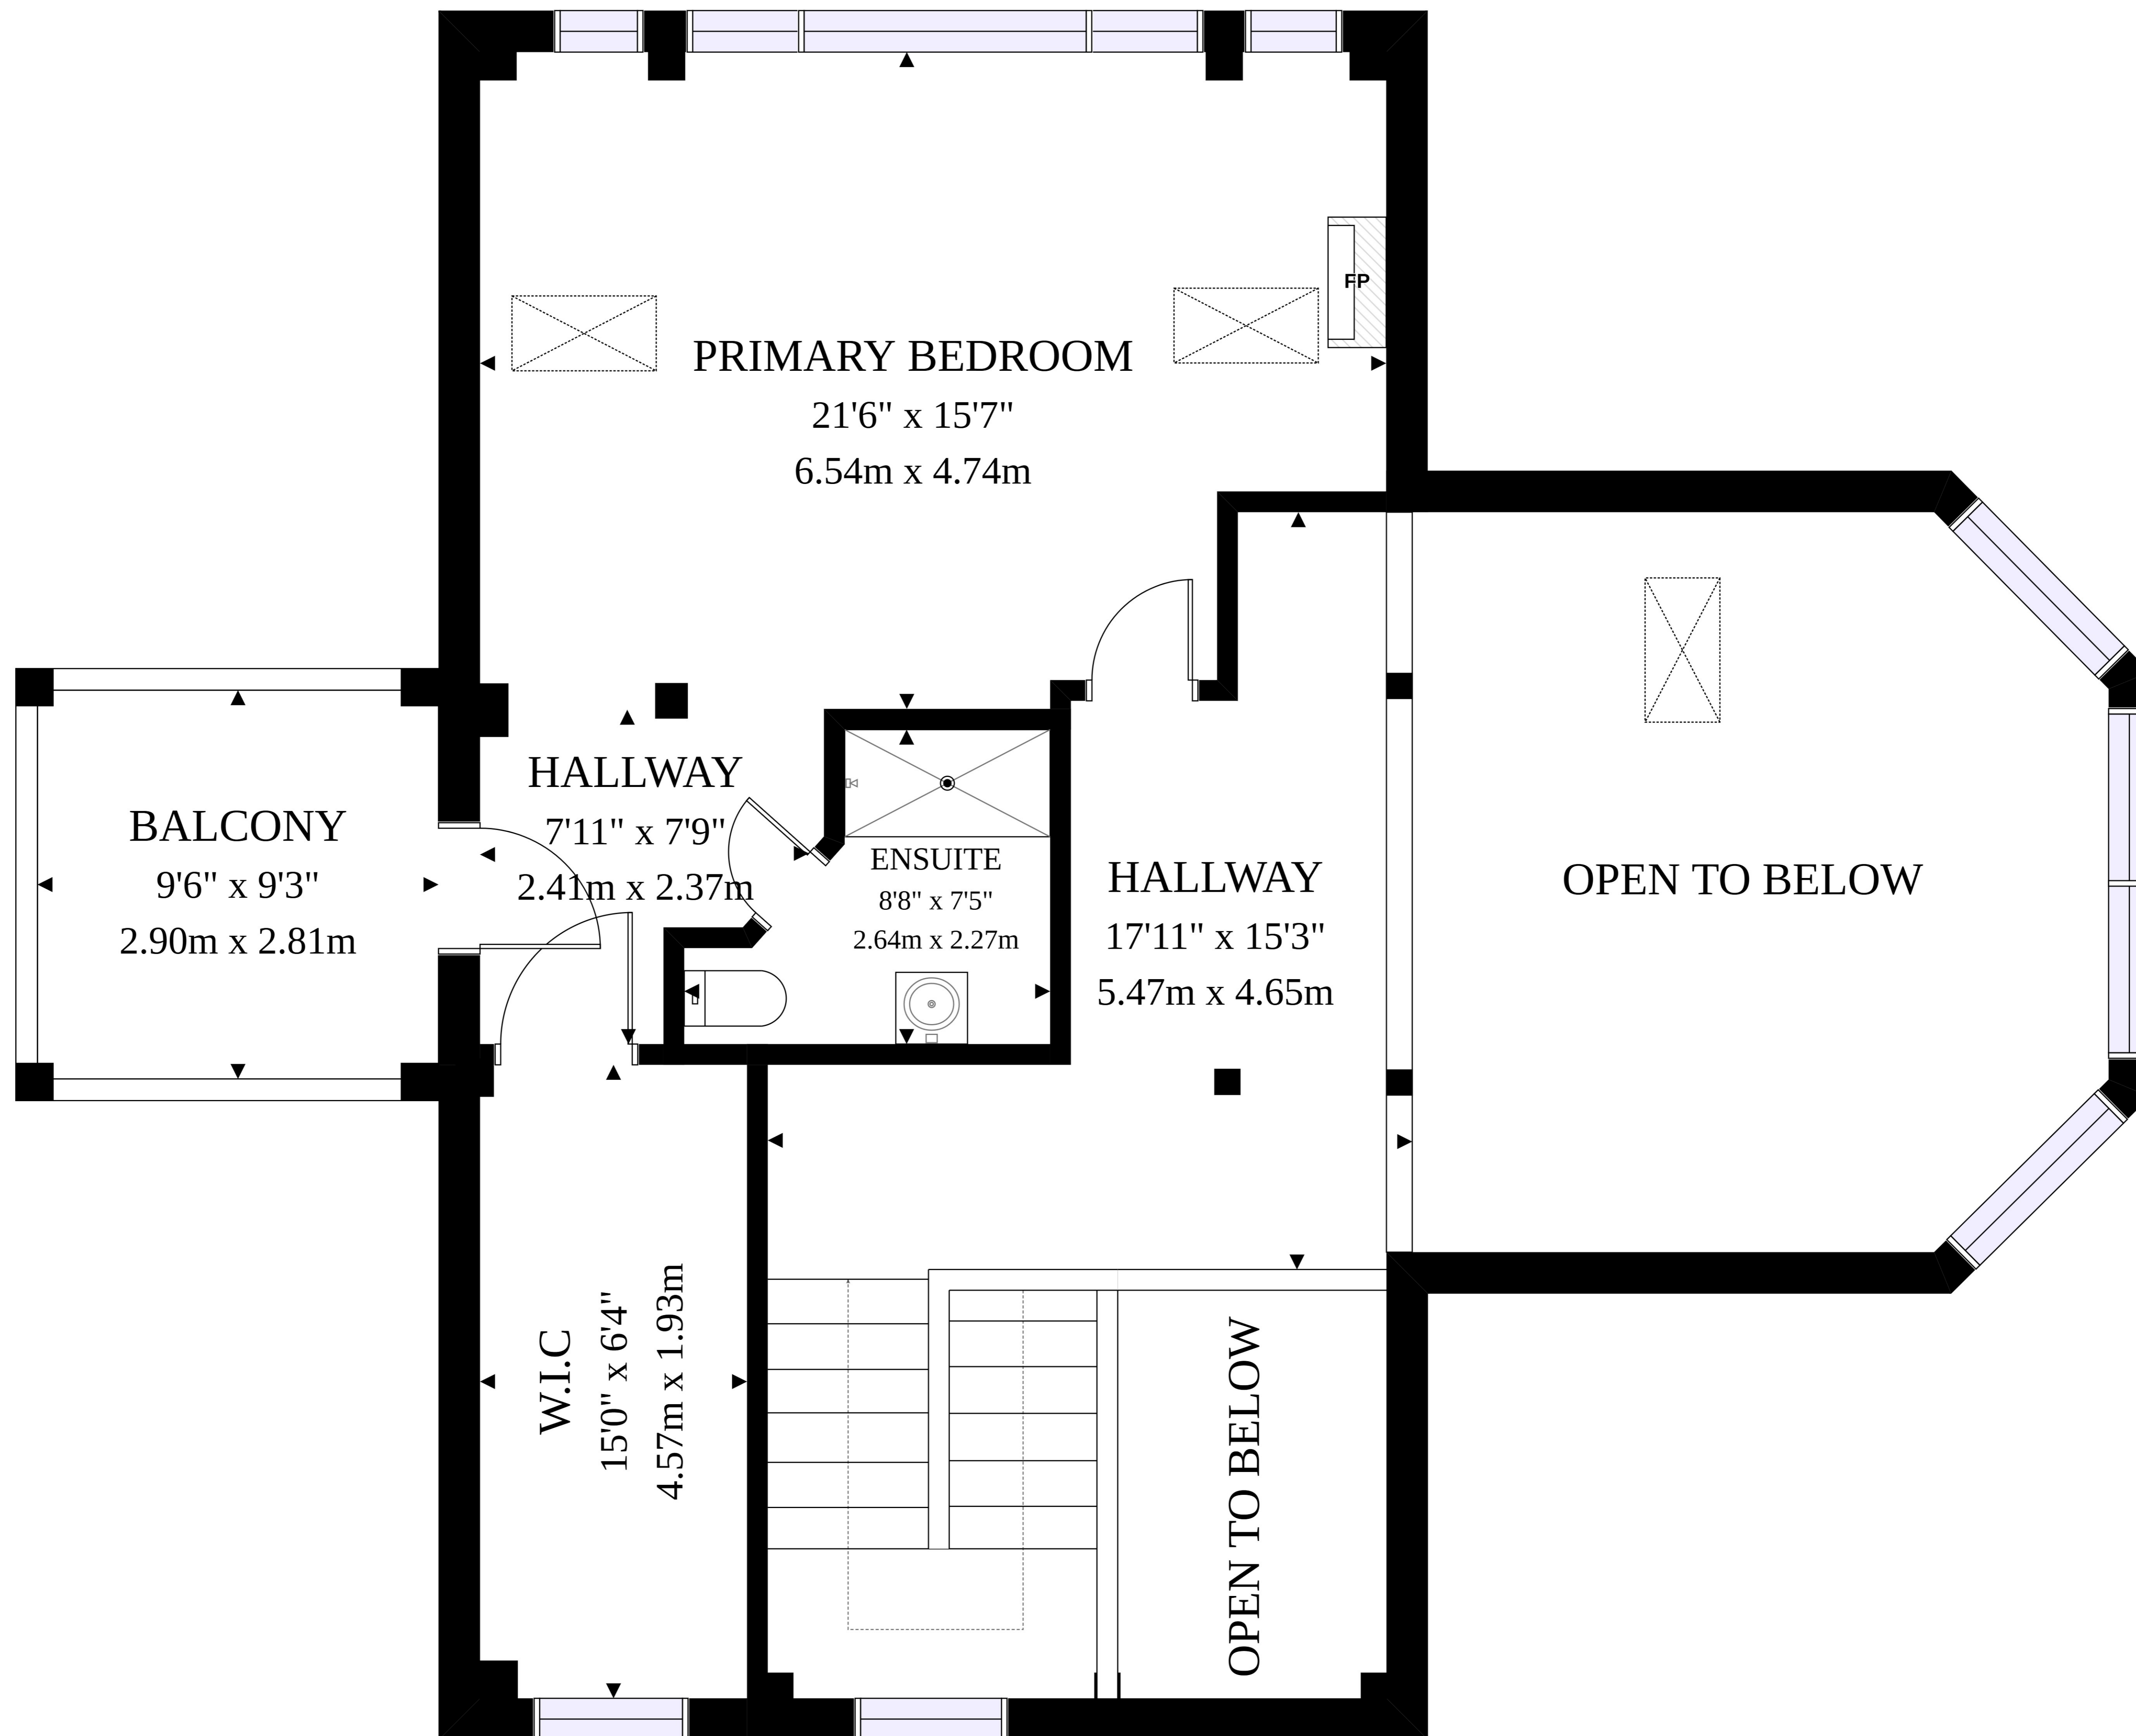 FP
PRIMARY BEDROOM
21'6" x 15'7"
6.54m x 4.74m
HALLWAY
7'11" x 7'9"
2.41m x 2.37m
BALCONY
9'6" x 9'3"
2.90m x 2.81m
ENSUITE
8'8" x 7'5"
2.64m x 2.27m
HALLWAY
17'11" x 15'3"
5.47m x 4.65m
OPEN TO BELOW
W.I.C
15'0" x 6'4"
4.57m x 1.93m
OPEN TO BELOW